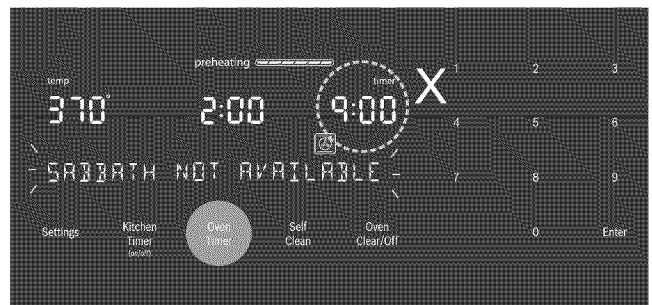 preheating
temp
timer
370°
2:00
9:00
X
1
2
3
4
5
6
SABBATH NOT AVAILABLE
7
8
9
Settings
Kitchen
Timer
(on/off)
Oven
Timer
Self
Clean
Oven
Clear/Off
0
Enter